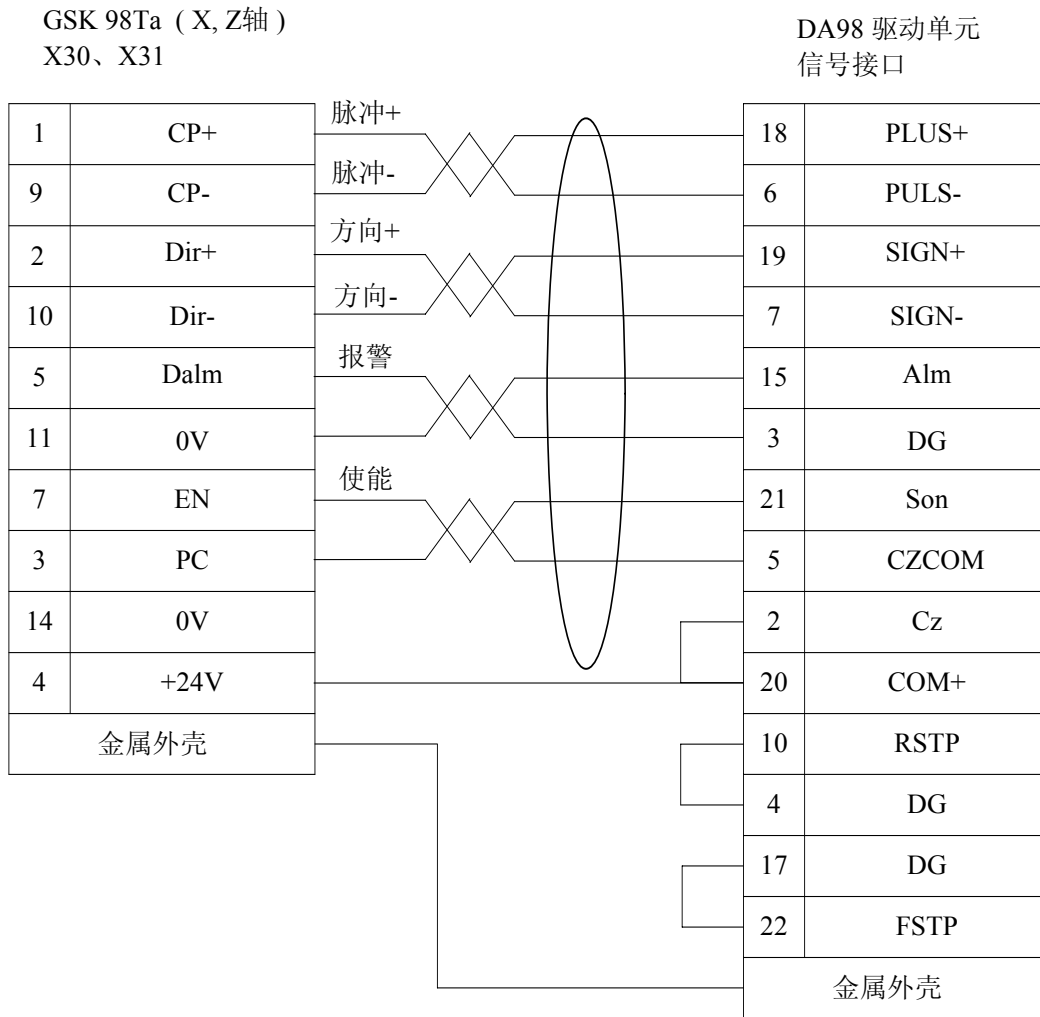 GSK 98Ta ( X, Z轴 )
X30、X31
DA98 驱动单元
信号接口
1 CP+ 脉冲+ 18 PLUS+
9 CP- 脉冲- 6 PULS-
2 Dir+ 方向+ 19 SIGN+
10 Dir- 方向- 7 SIGN-
5 Dalm 报警 15 Alm
11 0V 3 DG
7 EN 使能 21 Son
3 PC 5 CZCOM
14 0V 2 Cz
4 +24V 20 COM+
金属外壳 10 RSTP
4 DG
17 DG
22 FSTP
金属外壳